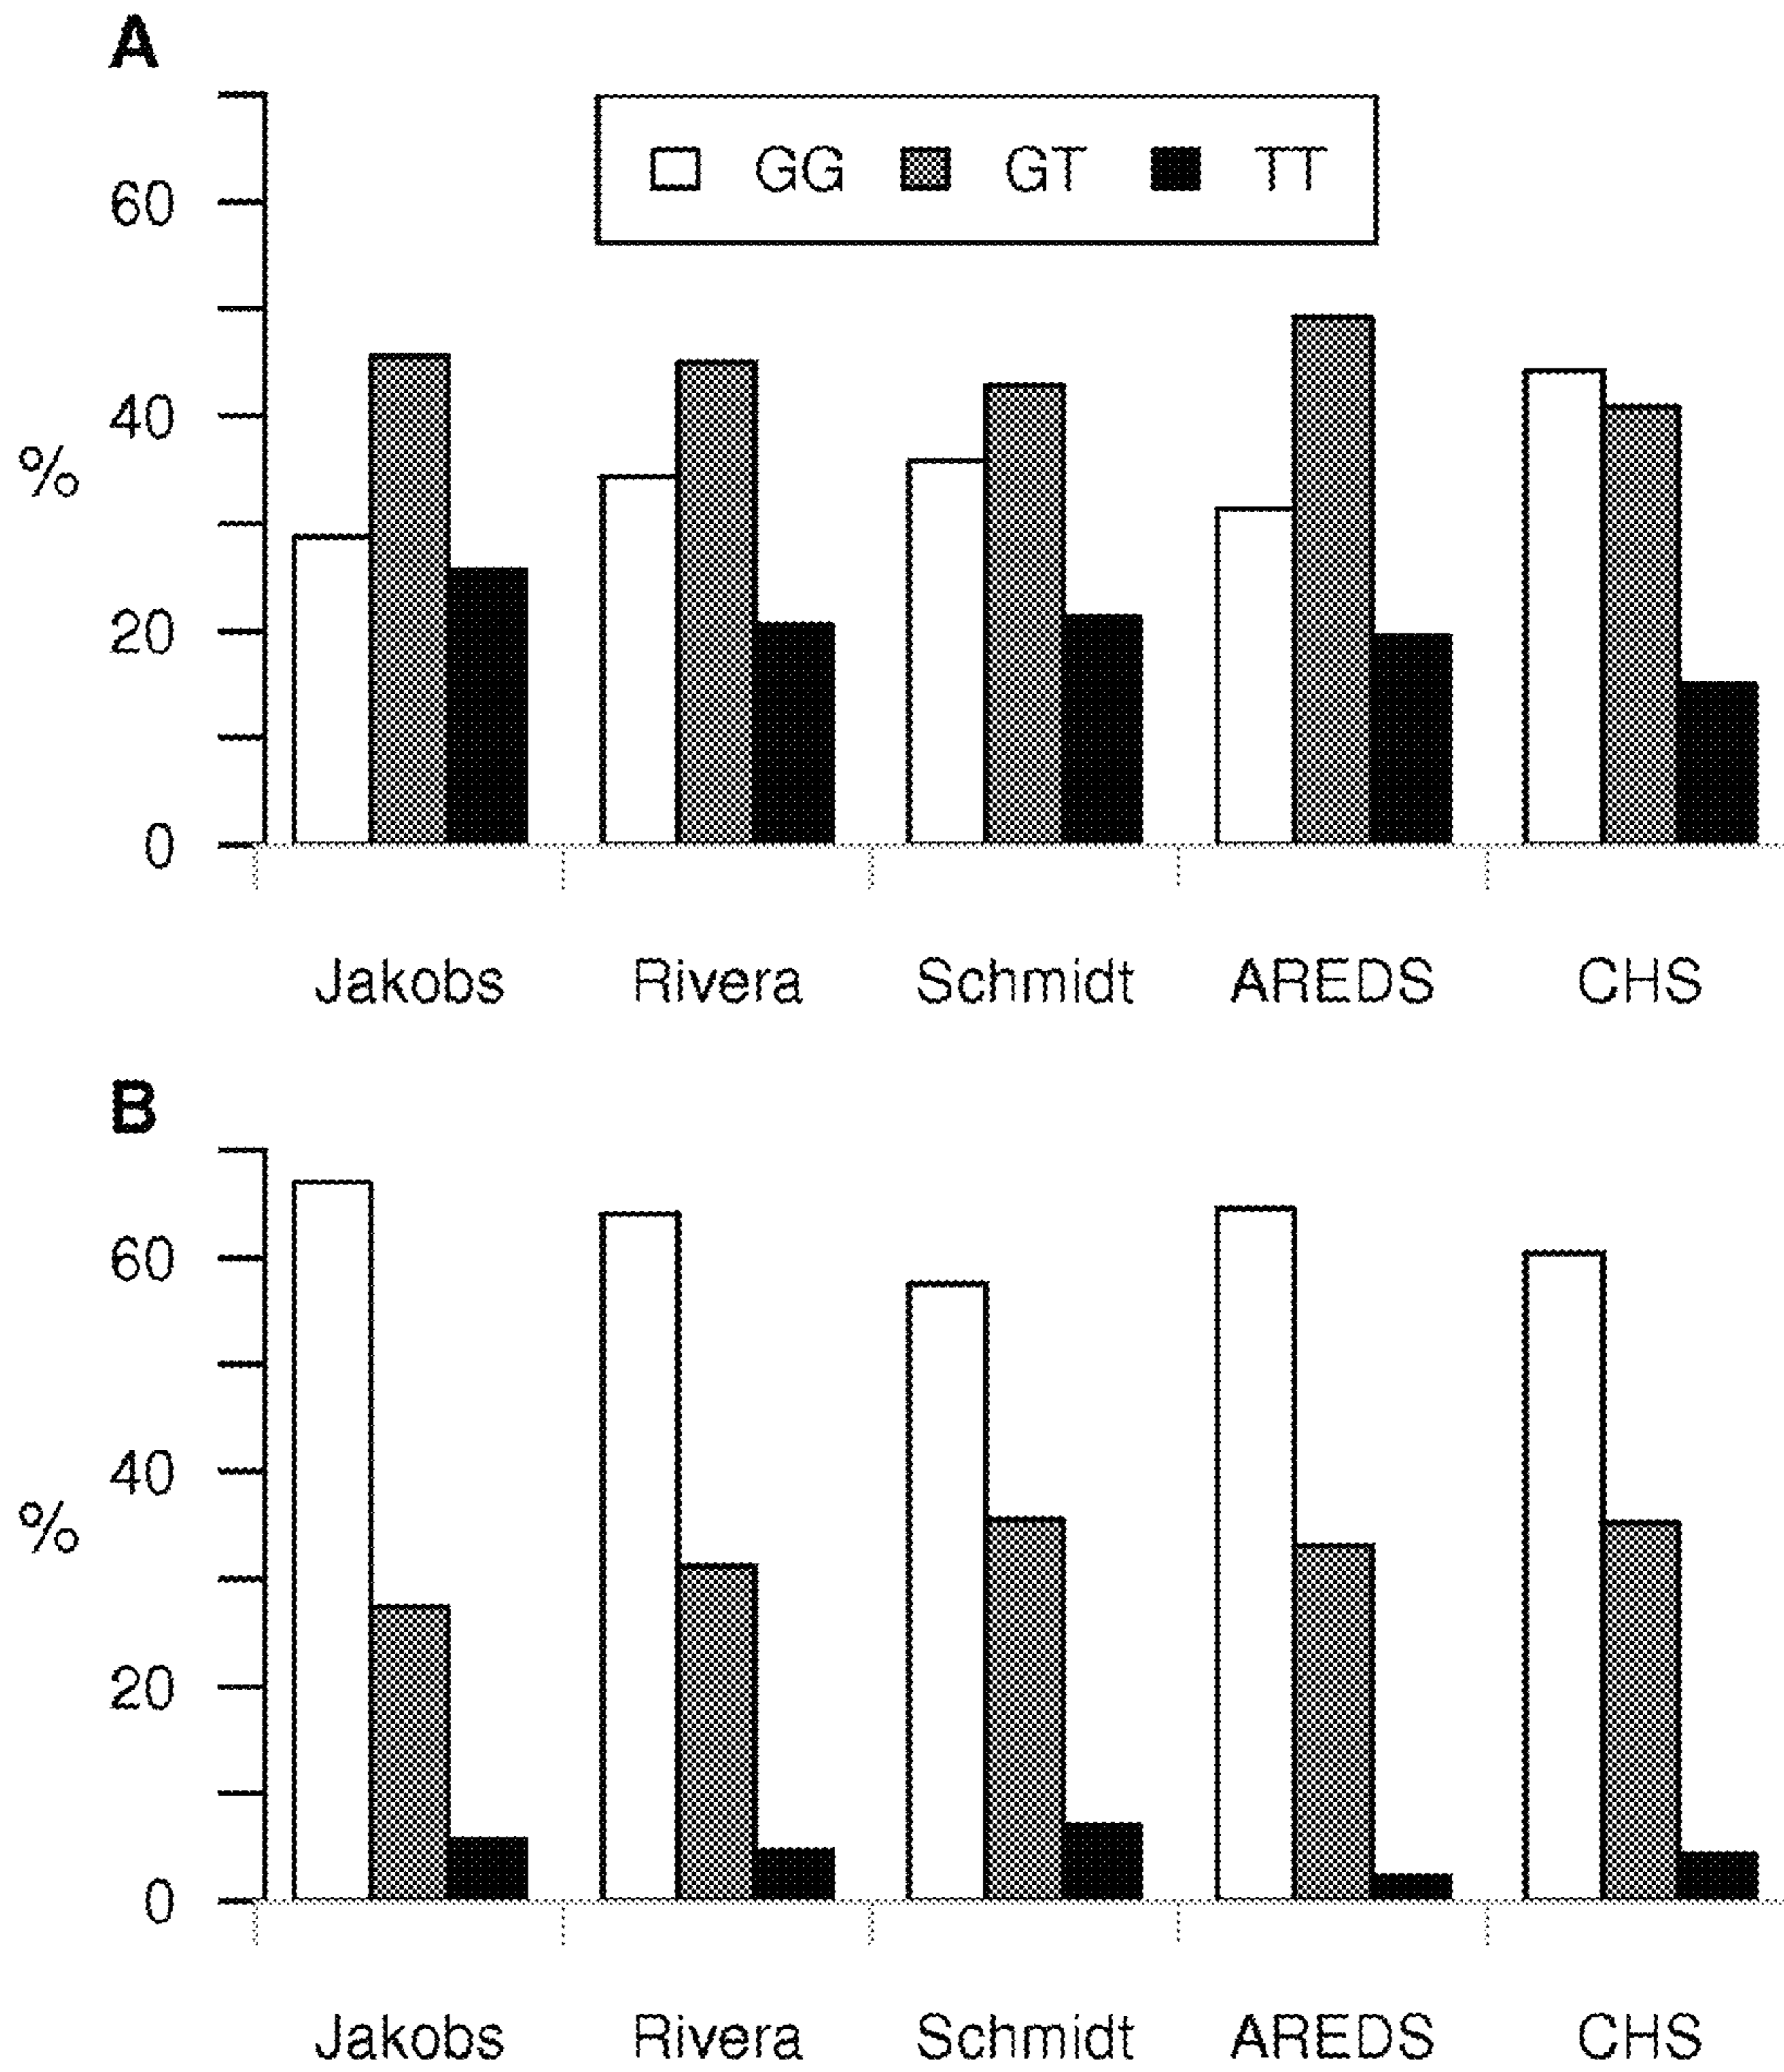 A
GG GT TT
60
40
%
20
0
Jakobs Rivera Schmidt AREDS CHS
B
60
40
%
20
0
Jakobs Rivera Schmidt AREDS CHS